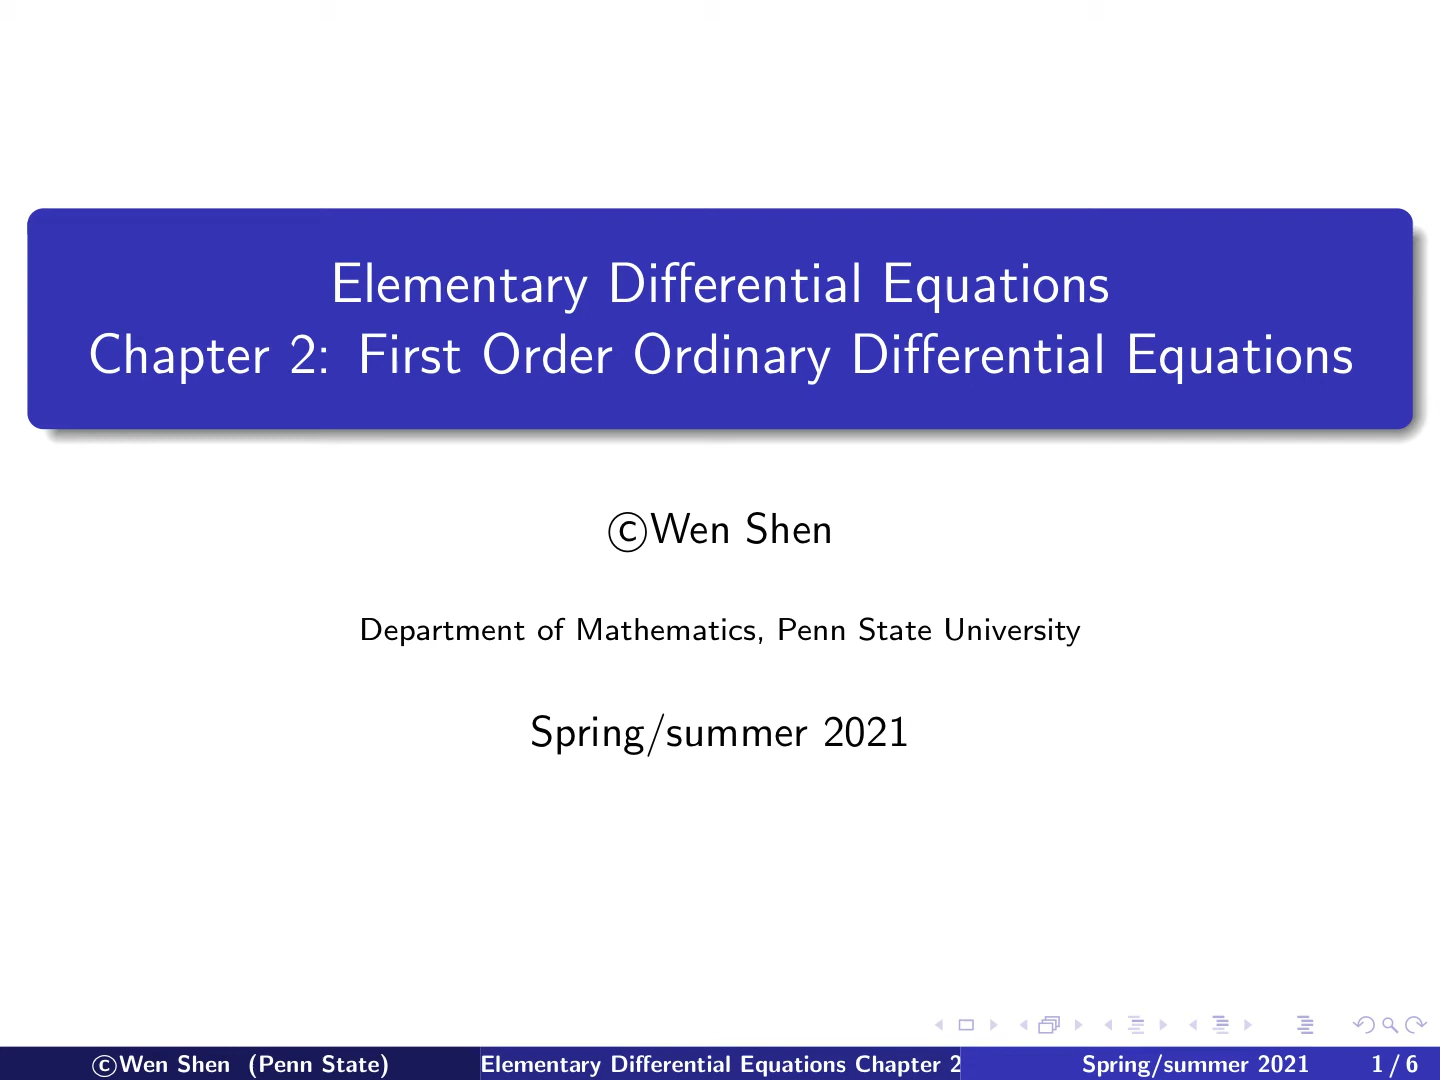 Elementary Differential Equations
Chapter 2: First Order Ordinary Differential Equations
©Wen Shen
Department of Mathematics, Penn State University
Spring/summer 2021
©Wen Shen (Penn State)
Elementary Differential Equations Chapter 2
Spring/summer 2021
1 / 6